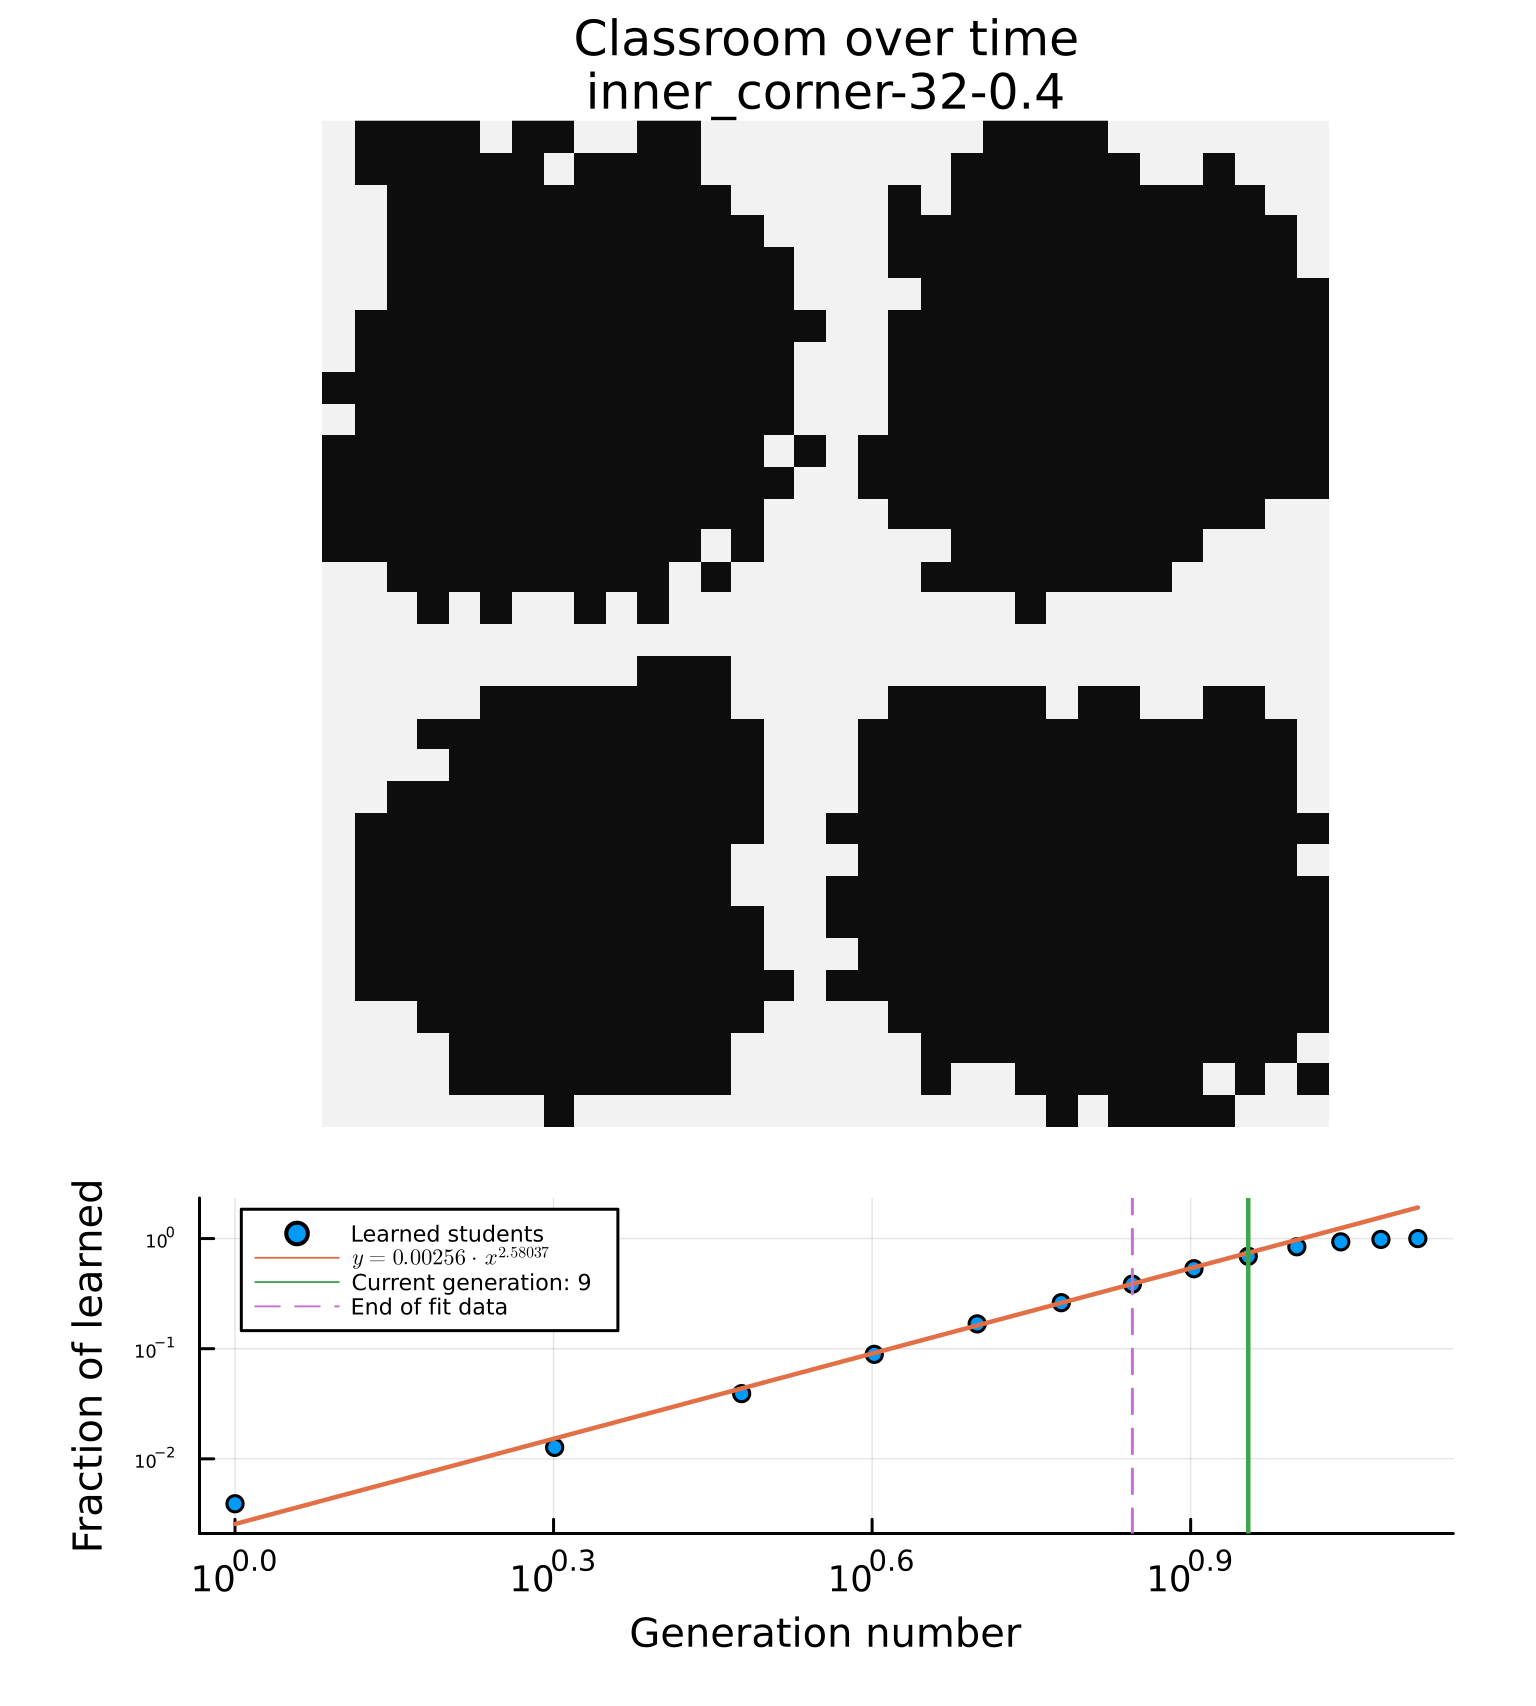 Classroom over time
inner_corner-32-0.4
Fraction of learned
10⁰
10⁻¹
10⁻²
Learned students
y = 0.00256 · x^2.58037
Current generation: 9
End of fit data
10^0.0 10^0.3 10^0.6 10^0.9
Generation number